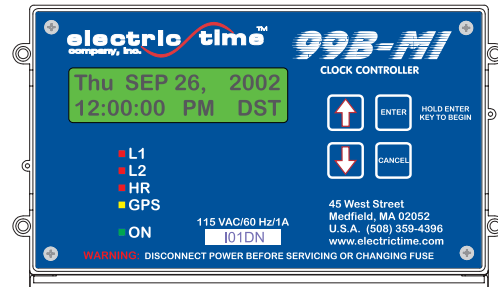 electric time™
company, inc.
99B-M1
CLOCK CONTROLLER
Thu SEP 26, 2002
12:00:00 PM DST
ENTER
HOLD ENTER
KEY TO BEGIN
CANCEL
L1
L2
HR
GPS
ON
115 VAC/60 Hz/1A
I01DN
45 West Street
Medfield, MA 02052
U.S.A. (508) 359-4396
www.electrictime.com
WARNING: DISCONNECT POWER BEFORE SERVICING OR CHANGING FUSE